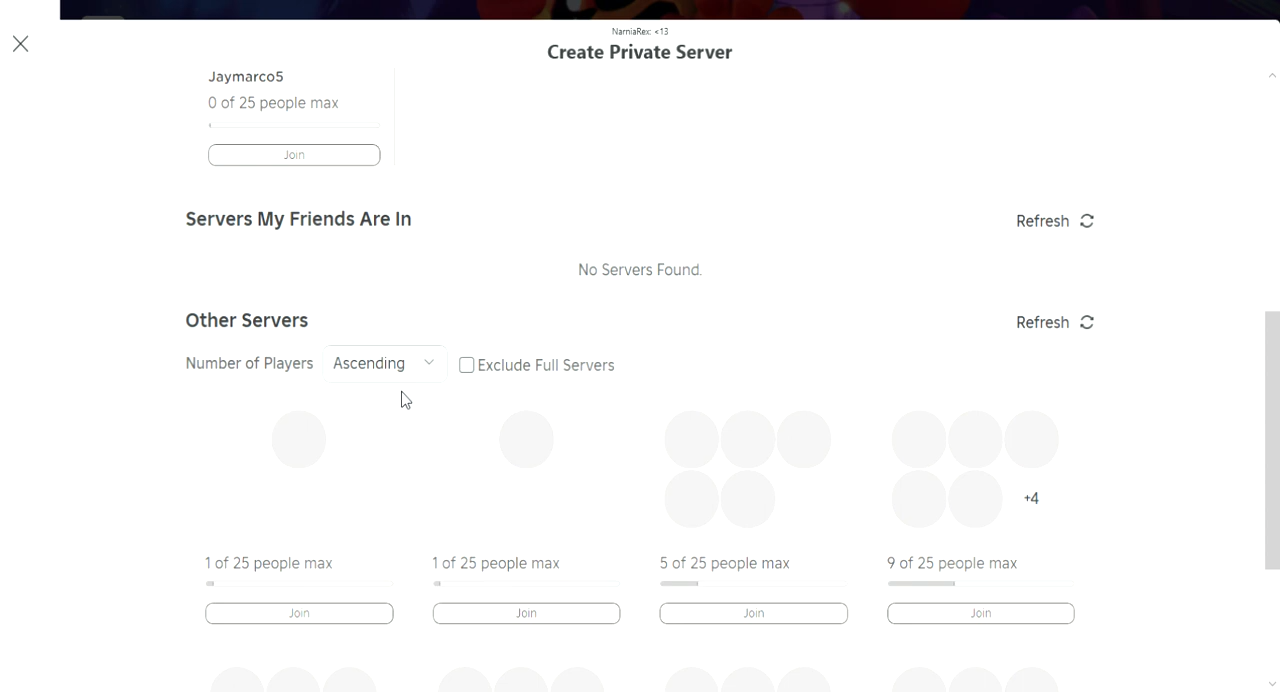 NarniaRex: <13
Create Private Server
Jaymarco5
0 of 25 people max
Join
Servers My Friends Are In
Refresh
No Servers Found.
Other Servers
Refresh
Number of Players Ascending Exclude Full Servers
+4
1 of 25 people max 1 of 25 people max 5 of 25 people max 9 of 25 people max
Join Join Join Join